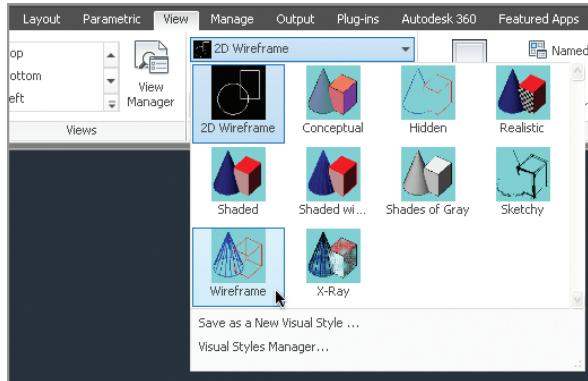 Layout Parametric View Manage Output Plug-ins Autodesk 360 Featured Apps
op
ottom
eft
View
Manager
Views
2D Wireframe
Named
2D Wireframe Conceptual Hidden Realistic
Shaded Shaded wi... Shades of Gray Sketchy
Wireframe X-Ray
Save as a New Visual Style ...
Visual Styles Manager...